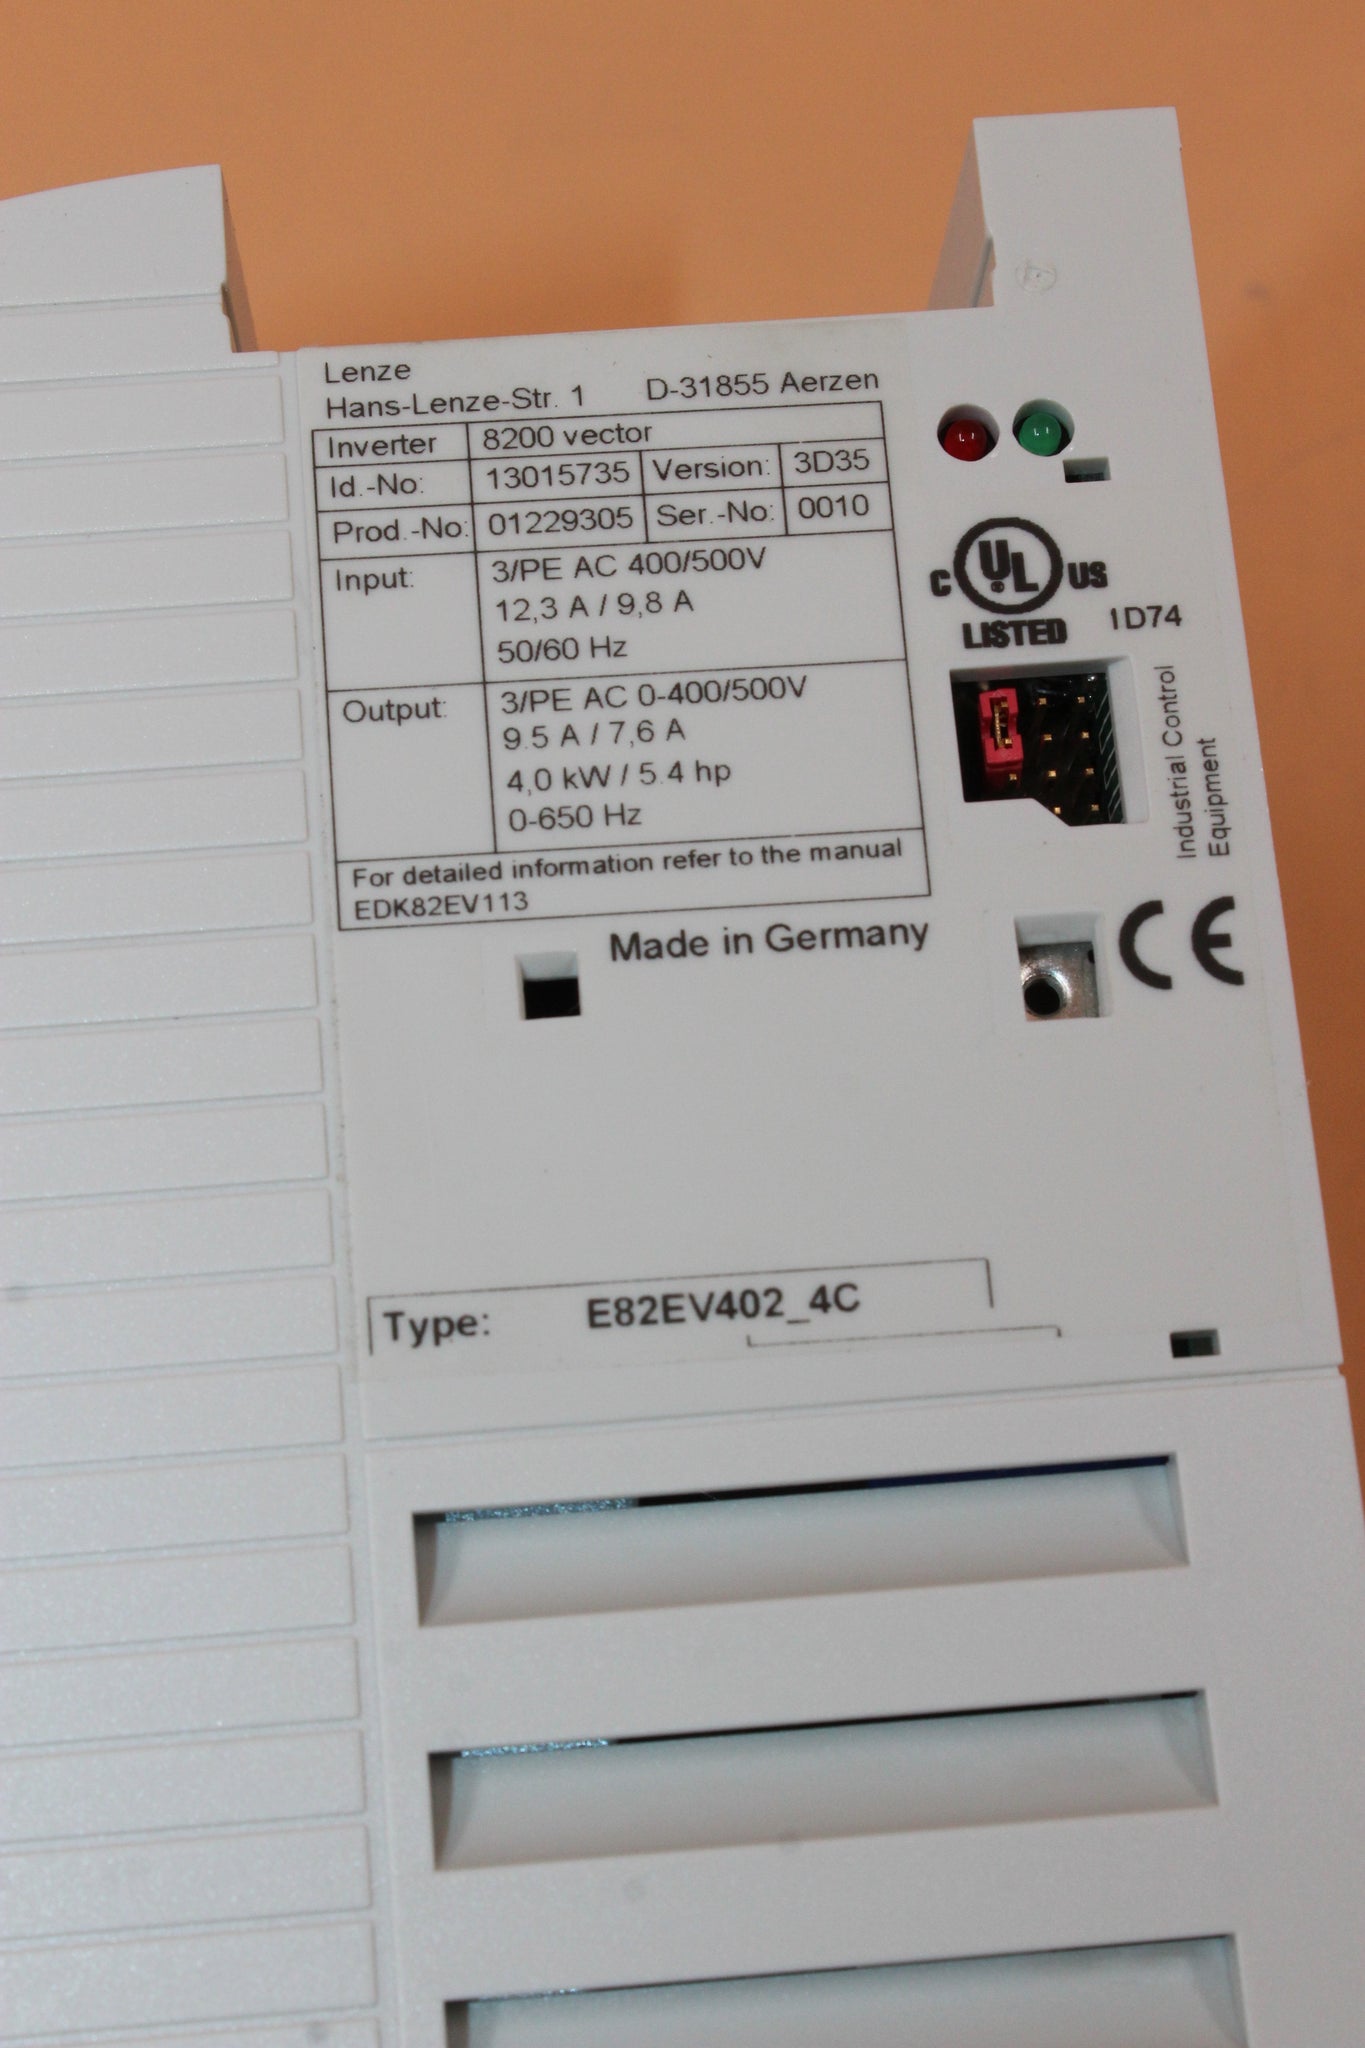 Lenze
Hans-Lenze-Str. 1 D-31855 Aerzen
Inverter 8200 vector
Id.-No: 13015735 Version: 3D35
Prod.-No: 01229305 Ser.-No: 0010
Input: 3/PE AC 400/500V
12,3 A / 9,8 A
50/60 Hz
Output: 3/PE AC 0-400/500V
9.5 A / 7,6 A
4,0 kW / 5.4 hp
0-650 Hz
For detailed information refer to the manual
EDK82EV113
Made in Germany
C UL ® US
LISTED 1D74
Industrial Control
Equipment
CE
Type: E82EV402_4C